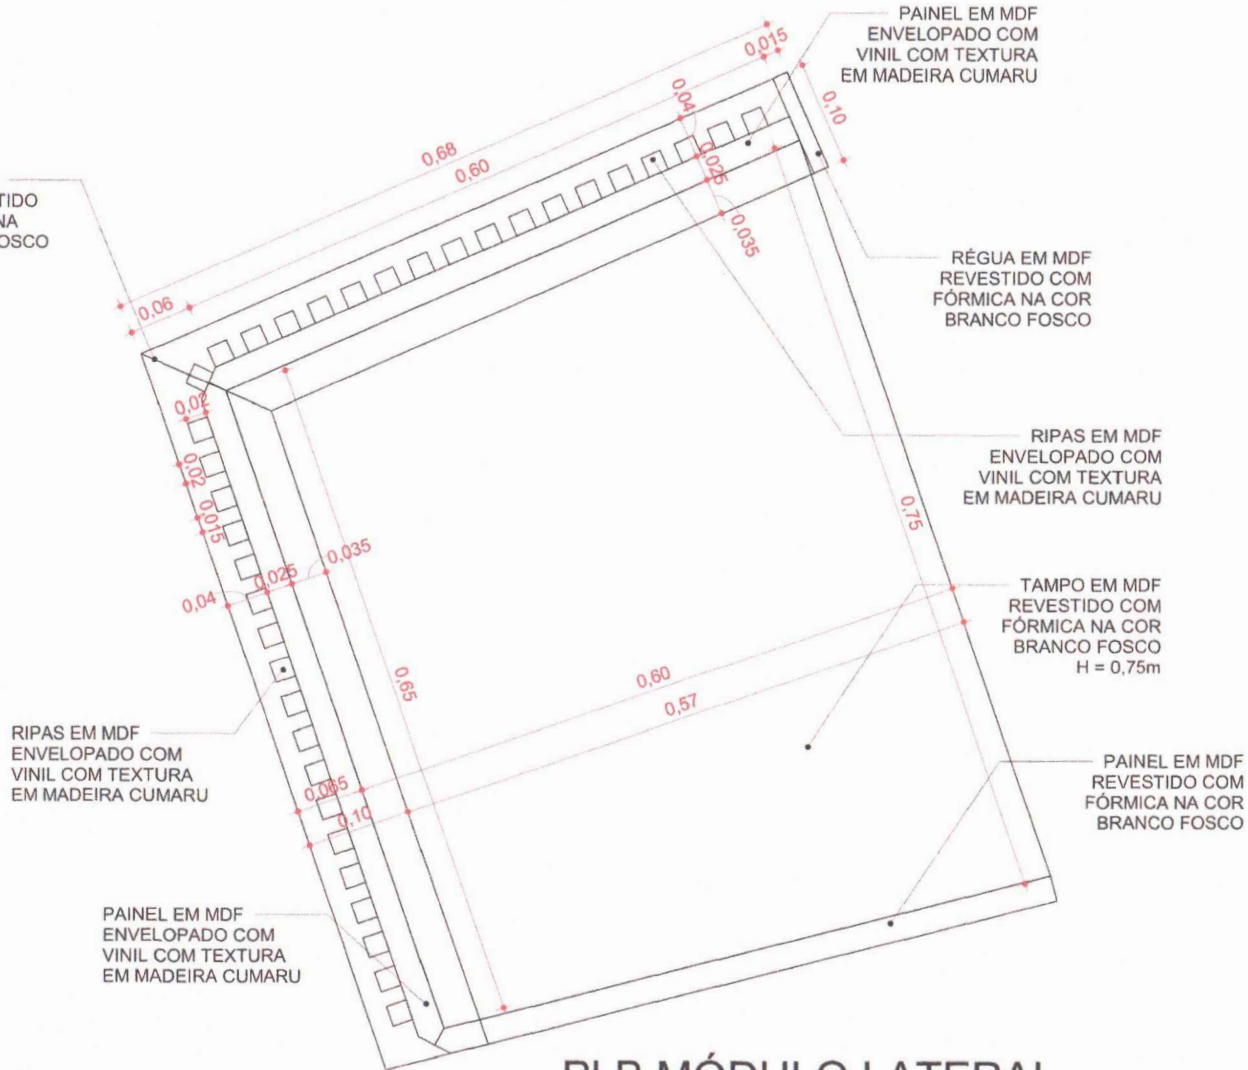 PAINEL EM MDF
ENVELOPADO COM
VINIL COM TEXTURA
EM MADEIRA CUMARU
0,015
0,04
0,10
0,68
0,60
0,025
0,035
TIDO
NA
OSCO
0,06
RÉGUA EM MDF
REVESTIDO COM
FÓRMICA NA COR
BRANCO FOSCO
0,02
0,02
0,015
RIPAS EM MDF
ENVELOPADO COM
VINIL COM TEXTURA
EM MADEIRA CUMARU
0,75
0,035
0,025
0,04
TAMPO EM MDF
REVESTIDO COM
FÓRMICA NA COR
BRANCO FOSCO
H = 0,75m
0,65
0,60
0,57
RIPAS EM MDF
ENVELOPADO COM
VINIL COM TEXTURA
EM MADEIRA CUMARU
0,065
0,10
PAINEL EM MDF
REVESTIDO COM
FÓRMICA NA COR
BRANCO FOSCO
PAINEL EM MDF
ENVELOPADO COM
VINIL COM TEXTURA
EM MADEIRA CUMARU
MÓDULO LATERAL